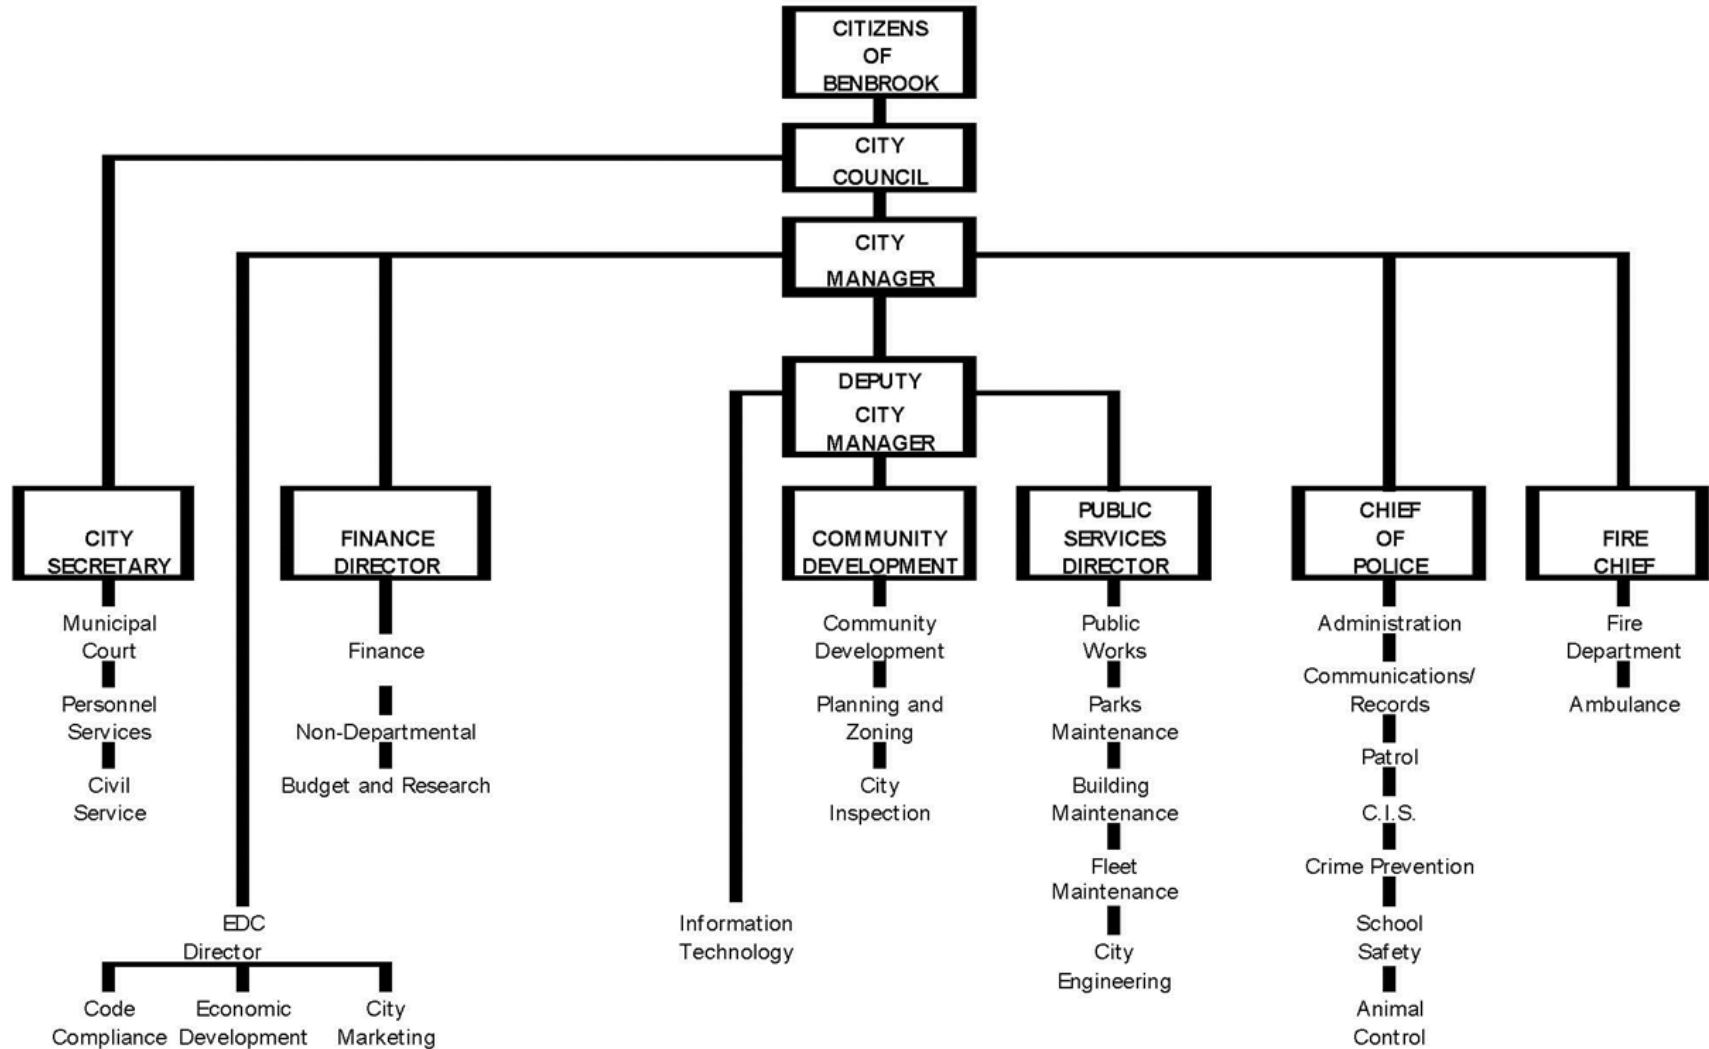 CITIZENS
OF
BENBROOK
CITY
COUNCIL
CITY
MANAGER
DEPUTY
CITY
MANAGER
CITY
SECRETARY
Municipal
Court
Personnel
Services
Civil
Service
FINANCE
DIRECTOR
Finance
Non-Departmental
Budget and Research
EDC
Director
Code
Compliance
Economic
Development
City
Marketing
Information
Technology
COMMUNITY
DEVELOPMENT
Community
Development
Planning and
Zoning
City
Inspection
PUBLIC
SERVICES
DIRECTOR
Public
Works
Parks
Maintenance
Building
Maintenance
Fleet
Maintenance
City
Engineering
CHIEF
OF
POLICE
Administration
Communications/
Records
Patrol
C.I.S.
Crime Prevention
School
Safety
Animal
Control
FIRE
CHIEF
Fire
Department
Ambulance